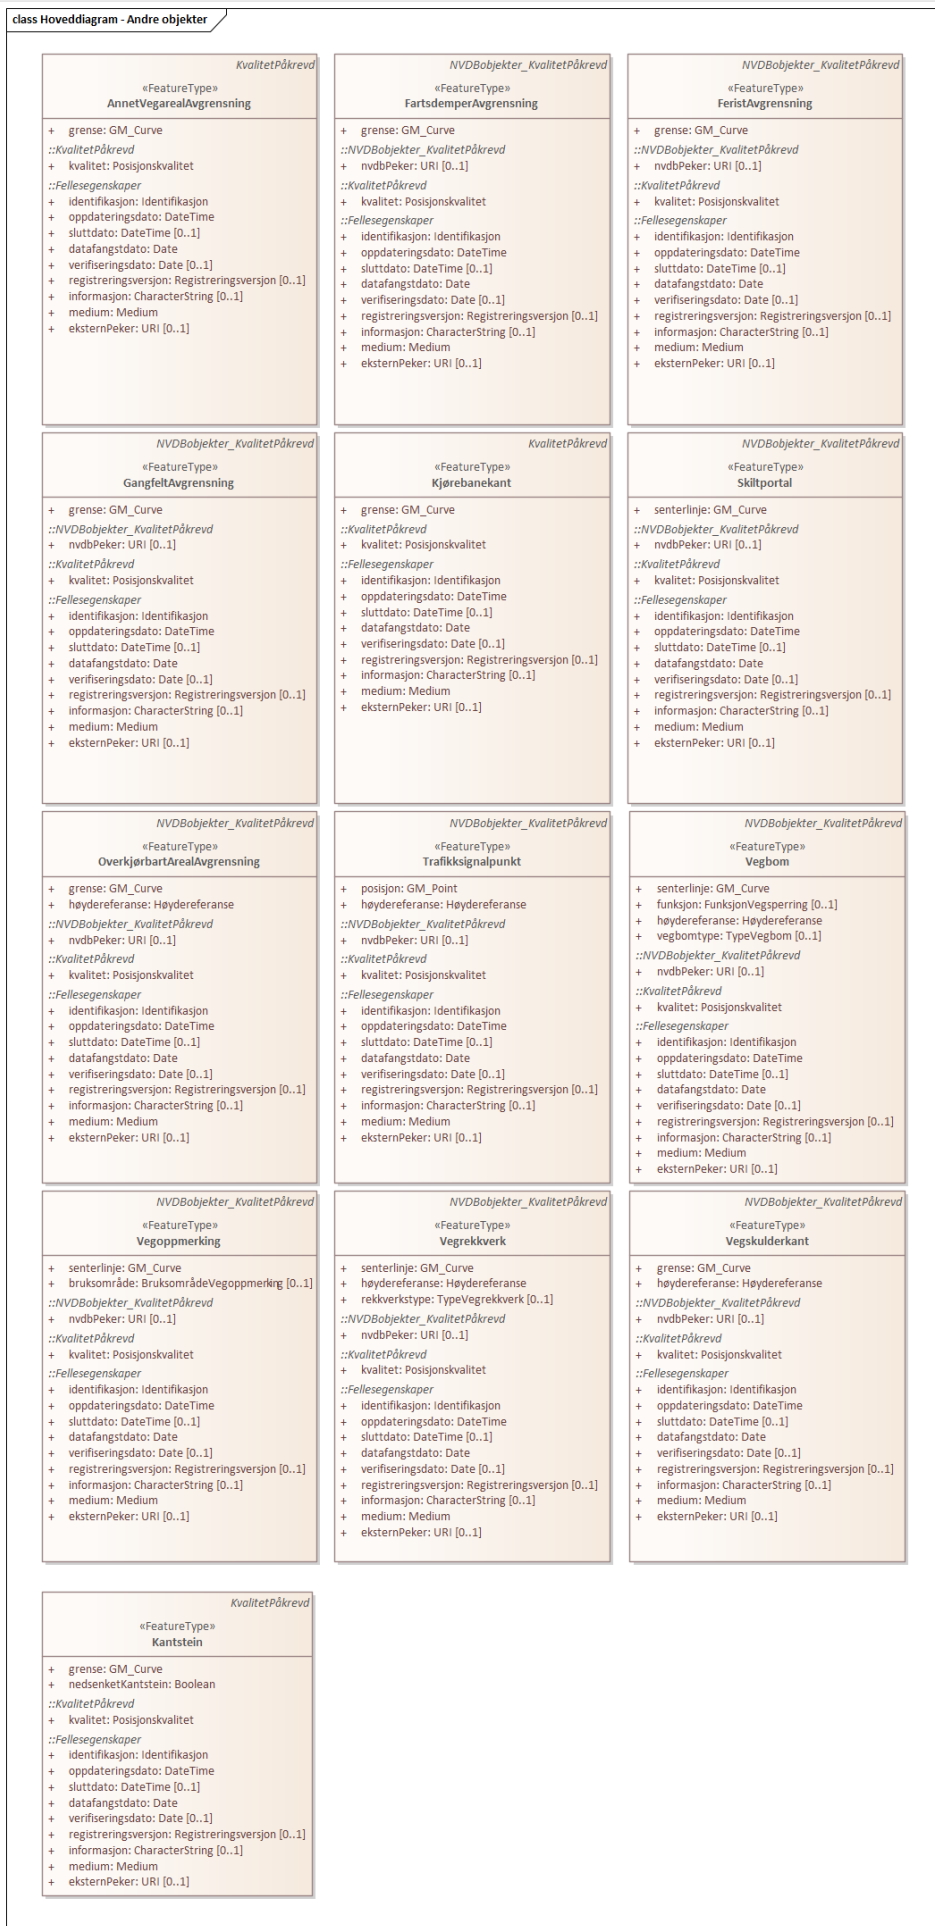 class Hoveddiagram - Andre objekter
KvalitetPåkrevd
«FeatureType»
AnnetVegarealAvgrensning
+ grense: GM_Curve
::KvalitetPåkrevd
+ kvalitet: Posisjonskvalitet
::Fellesegenskaper
+ identifikasjon: Identifikasjon
+ oppdateringsdato: DateTime
+ sluttdato: DateTime [0..1]
+ datafangstdato: Date
+ verifiseringsdato: Date [0..1]
+ registreringsversjon: Registreringsversjon [0..1]
+ informasjon: CharacterString [0..1]
+ medium: Medium
+ eksternPeker: URI [0..1]
NVDBobjekter_KvalitetPåkrevd
«FeatureType»
FartsdemperAvgrensning
+ grense: GM_Curve
::NVDBobjekter_KvalitetPåkrevd
+ nvdbPeker: URI [0..1]
::KvalitetPåkrevd
+ kvalitet: Posisjonskvalitet
::Fellesegenskaper
+ identifikasjon: Identifikasjon
+ oppdateringsdato: DateTime
+ sluttdato: DateTime [0..1]
+ datafangstdato: Date
+ verifiseringsdato: Date [0..1]
+ registreringsversjon: Registreringsversjon [0..1]
+ informasjon: CharacterString [0..1]
+ medium: Medium
+ eksternPeker: URI [0..1]
NVDBobjekter_KvalitetPåkrevd
«FeatureType»
FeristAvgrensning
+ grense: GM_Curve
::NVDBobjekter_KvalitetPåkrevd
+ nvdbPeker: URI [0..1]
::KvalitetPåkrevd
+ kvalitet: Posisjonskvalitet
::Fellesegenskaper
+ identifikasjon: Identifikasjon
+ oppdateringsdato: DateTime
+ sluttdato: DateTime [0..1]
+ datafangstdato: Date
+ verifiseringsdato: Date [0..1]
+ registreringsversjon: Registreringsversjon [0..1]
+ informasjon: CharacterString [0..1]
+ medium: Medium
+ eksternPeker: URI [0..1]
NVDBobjekter_KvalitetPåkrevd
«FeatureType»
GangfeltAvgrensning
+ grense: GM_Curve
::NVDBobjekter_KvalitetPåkrevd
+ nvdbPeker: URI [0..1]
::KvalitetPåkrevd
+ kvalitet: Posisjonskvalitet
::Fellesegenskaper
+ identifikasjon: Identifikasjon
+ oppdateringsdato: DateTime
+ sluttdato: DateTime [0..1]
+ datafangstdato: Date
+ verifiseringsdato: Date [0..1]
+ registreringsversjon: Registreringsversjon [0..1]
+ informasjon: CharacterString [0..1]
+ medium: Medium
+ eksternPeker: URI [0..1]
KvalitetPåkrevd
«FeatureType»
Kjørebanekant
+ grense: GM_Curve
::KvalitetPåkrevd
+ kvalitet: Posisjonskvalitet
::Fellesegenskaper
+ identifikasjon: Identifikasjon
+ oppdateringsdato: DateTime
+ sluttdato: DateTime [0..1]
+ datafangstdato: Date
+ verifiseringsdato: Date [0..1]
+ registreringsversjon: Registreringsversjon [0..1]
+ informasjon: CharacterString [0..1]
+ medium: Medium
+ eksternPeker: URI [0..1]
NVDBobjekter_KvalitetPåkrevd
«FeatureType»
Skiltportal
+ senterlinje: GM_Curve
::NVDBobjekter_KvalitetPåkrevd
+ nvdbPeker: URI [0..1]
::KvalitetPåkrevd
+ kvalitet: Posisjonskvalitet
::Fellesegenskaper
+ identifikasjon: Identifikasjon
+ oppdateringsdato: DateTime
+ sluttdato: DateTime [0..1]
+ datafangstdato: Date
+ verifiseringsdato: Date [0..1]
+ registreringsversjon: Registreringsversjon [0..1]
+ informasjon: CharacterString [0..1]
+ medium: Medium
+ eksternPeker: URI [0..1]
NVDBobjekter_KvalitetPåkrevd
«FeatureType»
OverkjørbartArealAvgrensning
+ grense: GM_Curve
+ høydereferanse: Høydereferanse
::NVDBobjekter_KvalitetPåkrevd
+ nvdbPeker: URI [0..1]
::KvalitetPåkrevd
+ kvalitet: Posisjonskvalitet
::Fellesegenskaper
+ identifikasjon: Identifikasjon
+ oppdateringsdato: DateTime
+ sluttdato: DateTime [0..1]
+ datafangstdato: Date
+ verifiseringsdato: Date [0..1]
+ registreringsversjon: Registreringsversjon [0..1]
+ informasjon: CharacterString [0..1]
+ medium: Medium
+ eksternPeker: URI [0..1]
NVDBobjekter_KvalitetPåkrevd
«FeatureType»
Trafikksignalpunkt
+ posisjon: GM_Point
+ høydereferanse: Høydereferanse
::NVDBobjekter_KvalitetPåkrevd
+ nvdbPeker: URI [0..1]
::KvalitetPåkrevd
+ kvalitet: Posisjonskvalitet
::Fellesegenskaper
+ identifikasjon: Identifikasjon
+ oppdateringsdato: DateTime
+ sluttdato: DateTime [0..1]
+ datafangstdato: Date
+ verifiseringsdato: Date [0..1]
+ registreringsversjon: Registreringsversjon [0..1]
+ informasjon: CharacterString [0..1]
+ medium: Medium
+ eksternPeker: URI [0..1]
NVDBobjekter_KvalitetPåkrevd
«FeatureType»
Vegbom
+ senterlinje: GM_Curve
+ funksjon: FunksjonVegsperring [0..1]
+ høydereferanse: Høydereferanse
+ vegbomtype: TypeVegbom [0..1]
::NVDBobjekter_KvalitetPåkrevd
+ nvdbPeker: URI [0..1]
::KvalitetPåkrevd
+ kvalitet: Posisjonskvalitet
::Fellesegenskaper
+ identifikasjon: Identifikasjon
+ oppdateringsdato: DateTime
+ sluttdato: DateTime [0..1]
+ datafangstdato: Date
+ verifiseringsdato: Date [0..1]
+ registreringsversjon: Registreringsversjon [0..1]
+ informasjon: CharacterString [0..1]
+ medium: Medium
+ eksternPeker: URI [0..1]
NVDBobjekter_KvalitetPåkrevd
«FeatureType»
Vegoppmerking
+ senterlinje: GM_Curve
+ bruksområde: BruksområdeVegoppmerking [0..1]
::NVDBobjekter_KvalitetPåkrevd
+ nvdbPeker: URI [0..1]
::KvalitetPåkrevd
+ kvalitet: Posisjonskvalitet
::Fellesegenskaper
+ identifikasjon: Identifikasjon
+ oppdateringsdato: DateTime
+ sluttdato: DateTime [0..1]
+ datafangstdato: Date
+ verifiseringsdato: Date [0..1]
+ registreringsversjon: Registreringsversjon [0..1]
+ informasjon: CharacterString [0..1]
+ medium: Medium
+ eksternPeker: URI [0..1]
NVDBobjekter_KvalitetPåkrevd
«FeatureType»
Vegrekkverk
+ senterlinje: GM_Curve
+ høydereferanse: Høydereferanse
+ rekkverkstype: TypeVegrekkverk [0..1]
::NVDBobjekter_KvalitetPåkrevd
+ nvdbPeker: URI [0..1]
::KvalitetPåkrevd
+ kvalitet: Posisjonskvalitet
::Fellesegenskaper
+ identifikasjon: Identifikasjon
+ oppdateringsdato: DateTime
+ sluttdato: DateTime [0..1]
+ datafangstdato: Date
+ verifiseringsdato: Date [0..1]
+ registreringsversjon: Registreringsversjon [0..1]
+ informasjon: CharacterString [0..1]
+ medium: Medium
+ eksternPeker: URI [0..1]
NVDBobjekter_KvalitetPåkrevd
«FeatureType»
Vegskulderkant
+ grense: GM_Curve
+ høydereferanse: Høydereferanse
::NVDBobjekter_KvalitetPåkrevd
+ nvdbPeker: URI [0..1]
::KvalitetPåkrevd
+ kvalitet: Posisjonskvalitet
::Fellesegenskaper
+ identifikasjon: Identifikasjon
+ oppdateringsdato: DateTime
+ sluttdato: DateTime [0..1]
+ datafangstdato: Date
+ verifiseringsdato: Date [0..1]
+ registreringsversjon: Registreringsversjon [0..1]
+ informasjon: CharacterString [0..1]
+ medium: Medium
+ eksternPeker: URI [0..1]
KvalitetPåkrevd
«FeatureType»
Kantstein
+ grense: GM_Curve
+ nedsenketKantstein: Boolean
::KvalitetPåkrevd
+ kvalitet: Posisjonskvalitet
::Fellesegenskaper
+ identifikasjon: Identifikasjon
+ oppdateringsdato: DateTime
+ sluttdato: DateTime [0..1]
+ datafangstdato: Date
+ verifiseringsdato: Date [0..1]
+ registreringsversjon: Registreringsversjon [0..1]
+ informasjon: CharacterString [0..1]
+ medium: Medium
+ eksternPeker: URI [0..1]